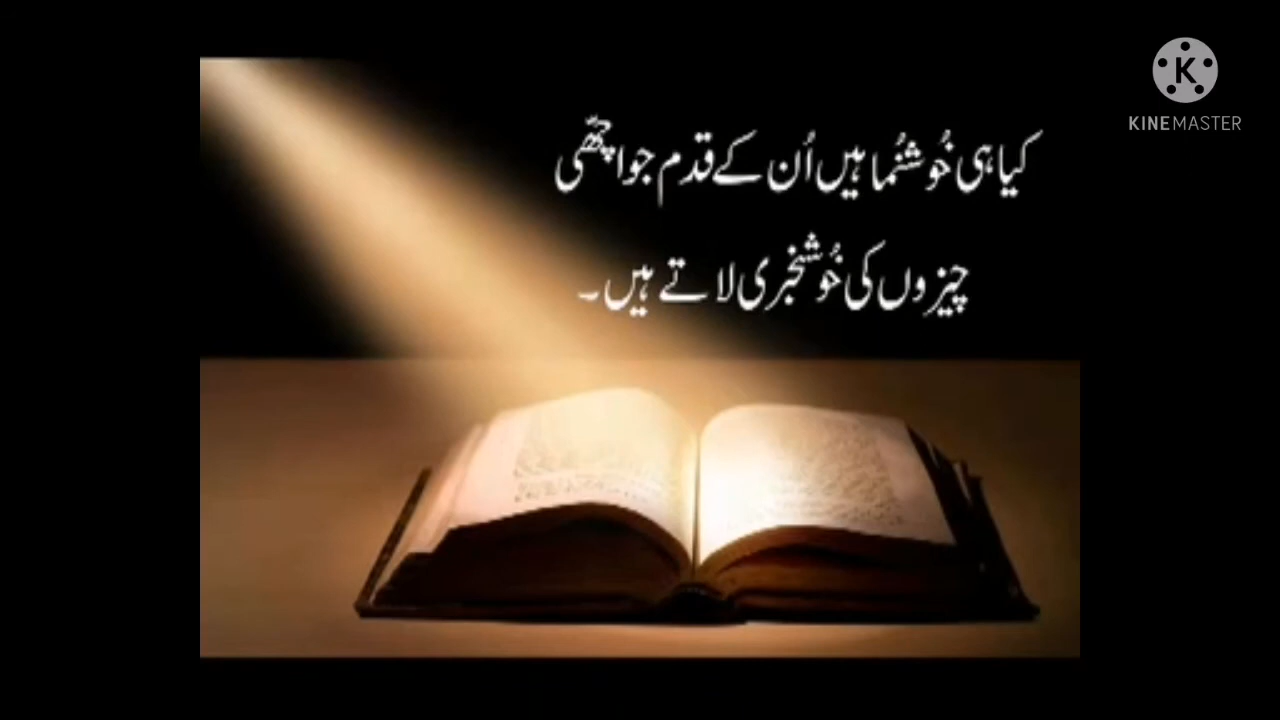 کیا ہی خُوشنُما ہیں اُن کے قدم جو اچھّی
چیزوں کی خُوشخبری لاتے ہیں۔
KINEMASTER